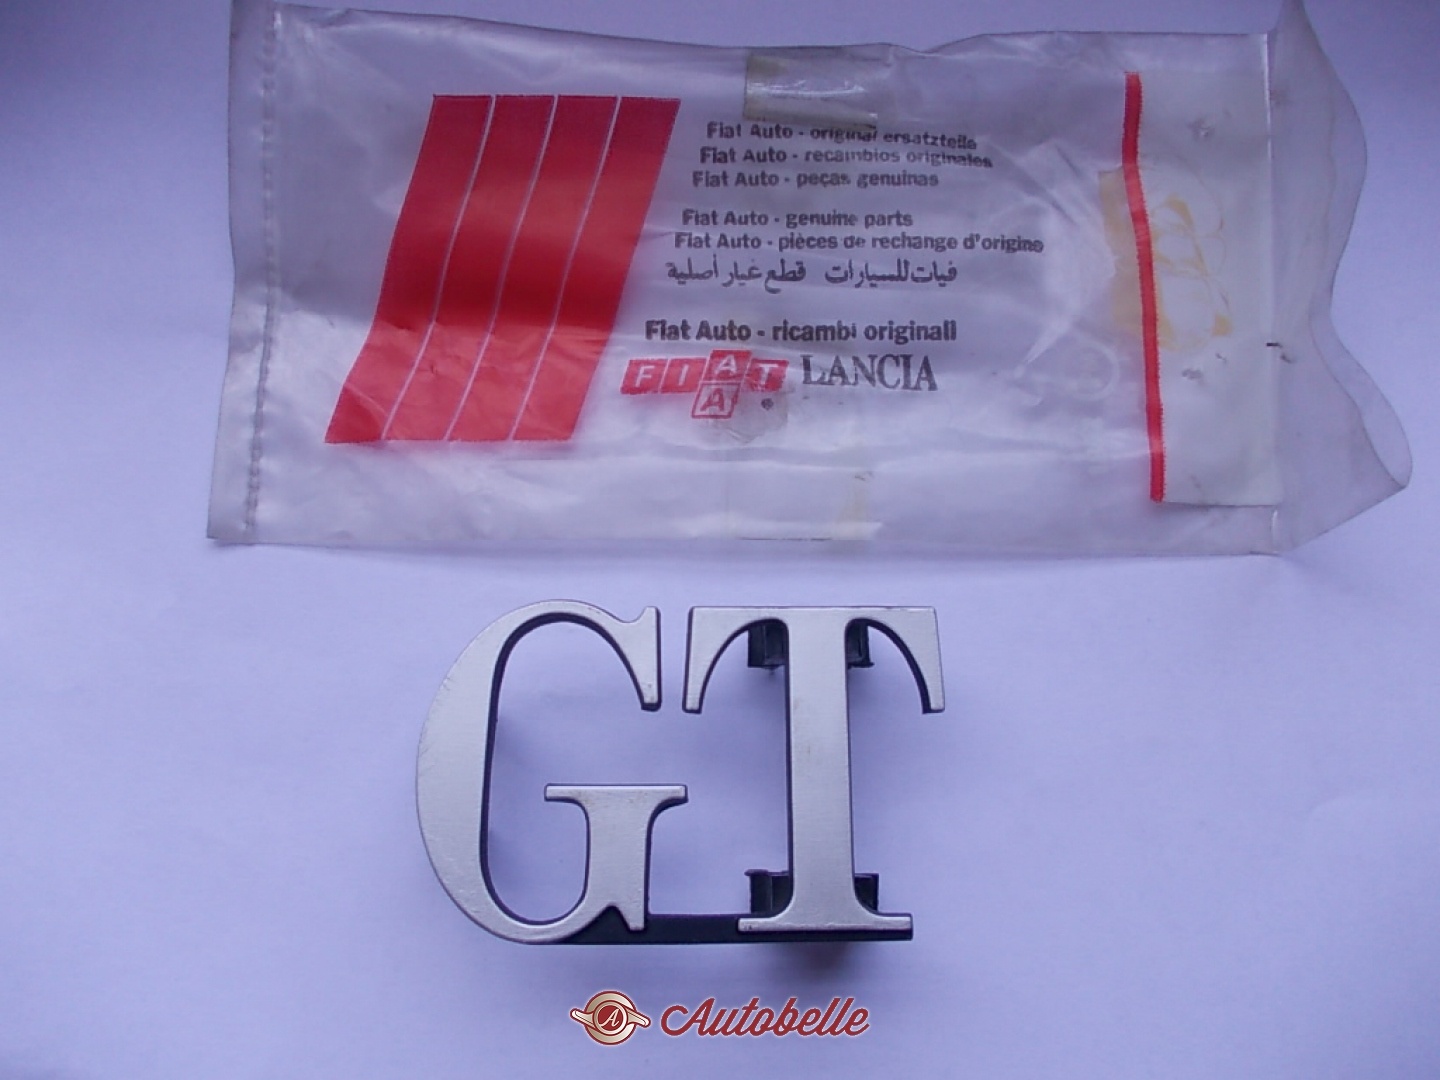 Fiat Auto - original ersatzteile
Fiat Auto - recambios originales
Fiat Auto - peças genuinas
Fiat Auto - genuine parts
Fiat Auto - pièces de rechange d'origine
فيات للسيارات قطع غيار أصلية
Fiat Auto - ricambi originali
FIAT LANCIA
A ®
GT
A Autobelle